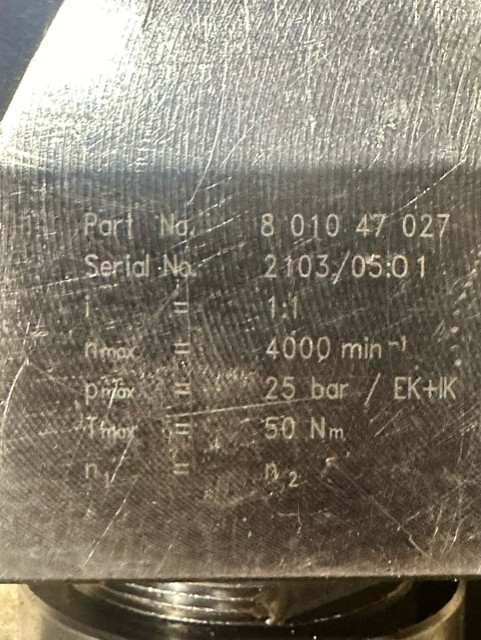 Part No. 8 010 47 027
Serial No. 2103/05:01
i = 1:1
nmax = 4000 min⁻¹
pmax = 25 bar / EK+IK
Tmax = 50 Nm
n₁ = n₂